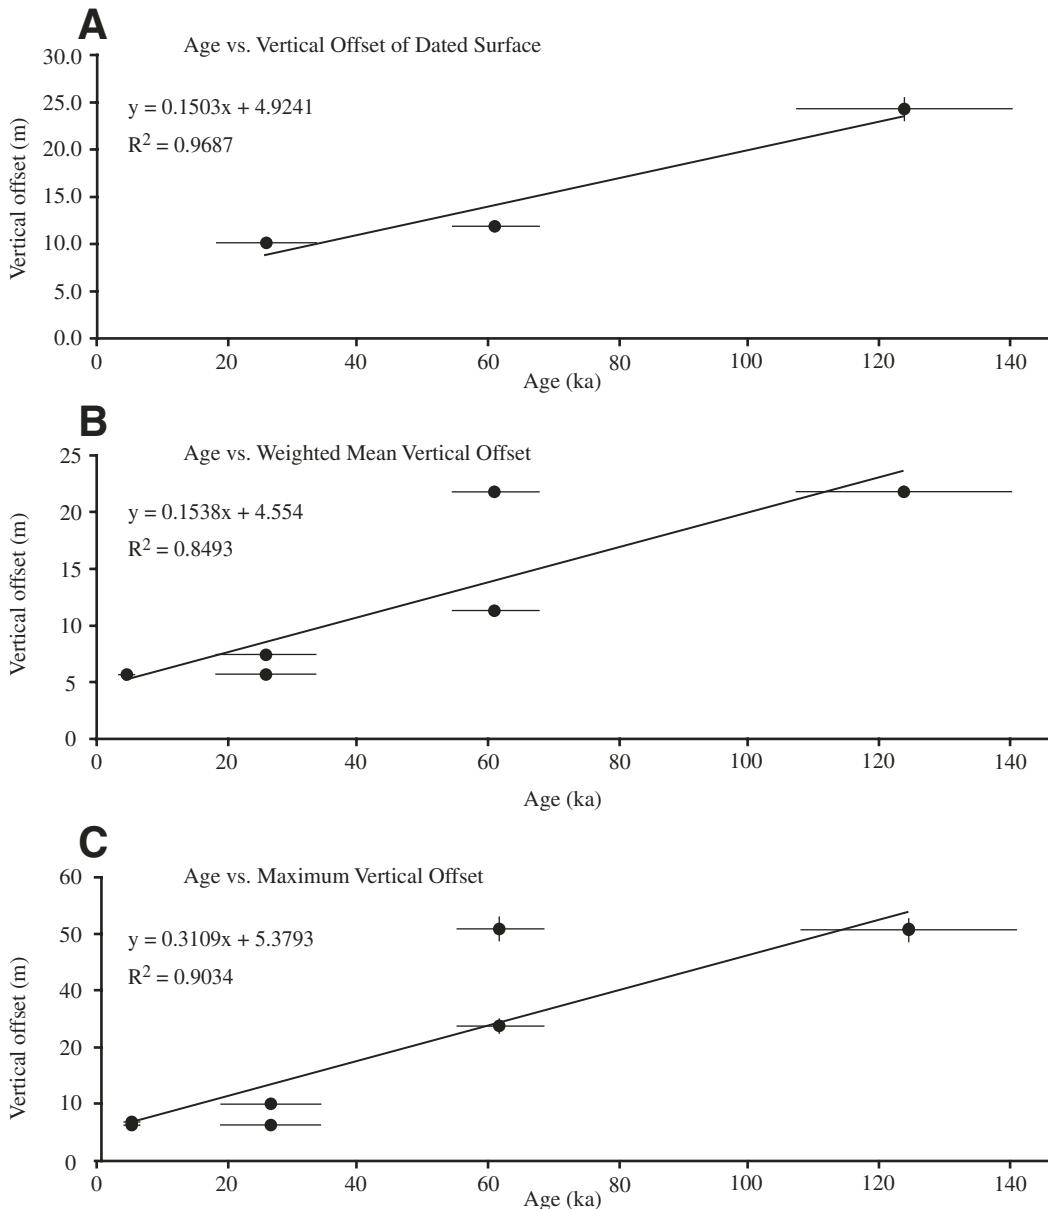 A
Age vs. Vertical Offset of Dated Surface
30.0
y = 0.1503x + 4.9241
25.0
R2 = 0.9687
20.0
15.0
10.0
5.0
0.0
Vertical offset (m)
0 20 40 60 80 100 120 140
Age (ka)
B
Age vs. Weighted Mean Vertical Offset
25
y = 0.1538x + 4.554
20
R2 = 0.8493
15
10
5
0
Vertical offset (m)
0 20 40 60 80 100 120 140
Age (ka)
C
Age vs. Maximum Vertical Offset
60
y = 0.3109x + 5.3793
50
R2 = 0.9034
40
20
10
0
Vertical offset (m)
0 20 40 60 80 100 120 140
Age (ka)